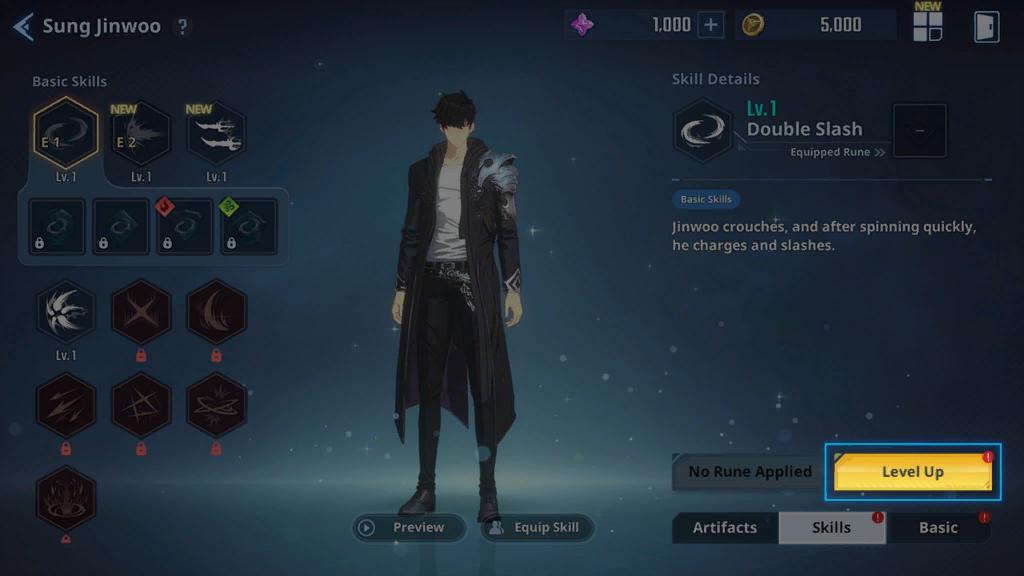 Sung Jinwoo ?
1,000 +
5,000
NEW
Basic Skills
NEW
NEW
E 1
E 2
Lv.1
Lv.1
Lv.1
Lv.1
Skill Details
Lv.1
Double Slash
Equipped Rune »
Basic Skills
Jinwoo crouches, and after spinning quickly,
he charges and slashes.
No Rune Applied
Level Up
!
Preview
Equip Skill
Artifacts
Skills
!
Basic
!